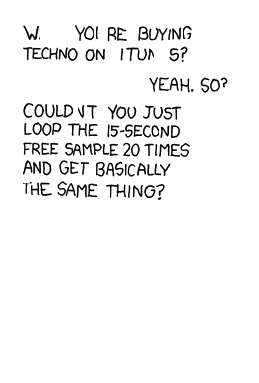 YOU'RE BUYING
TECHNO ON ITUNES?
YEAH. SO?
COULDN'T YOU JUST
LOOP THE 15-SECOND
FREE SAMPLE 20 TIMES
AND GET BASICALLY
THE SAME THING?